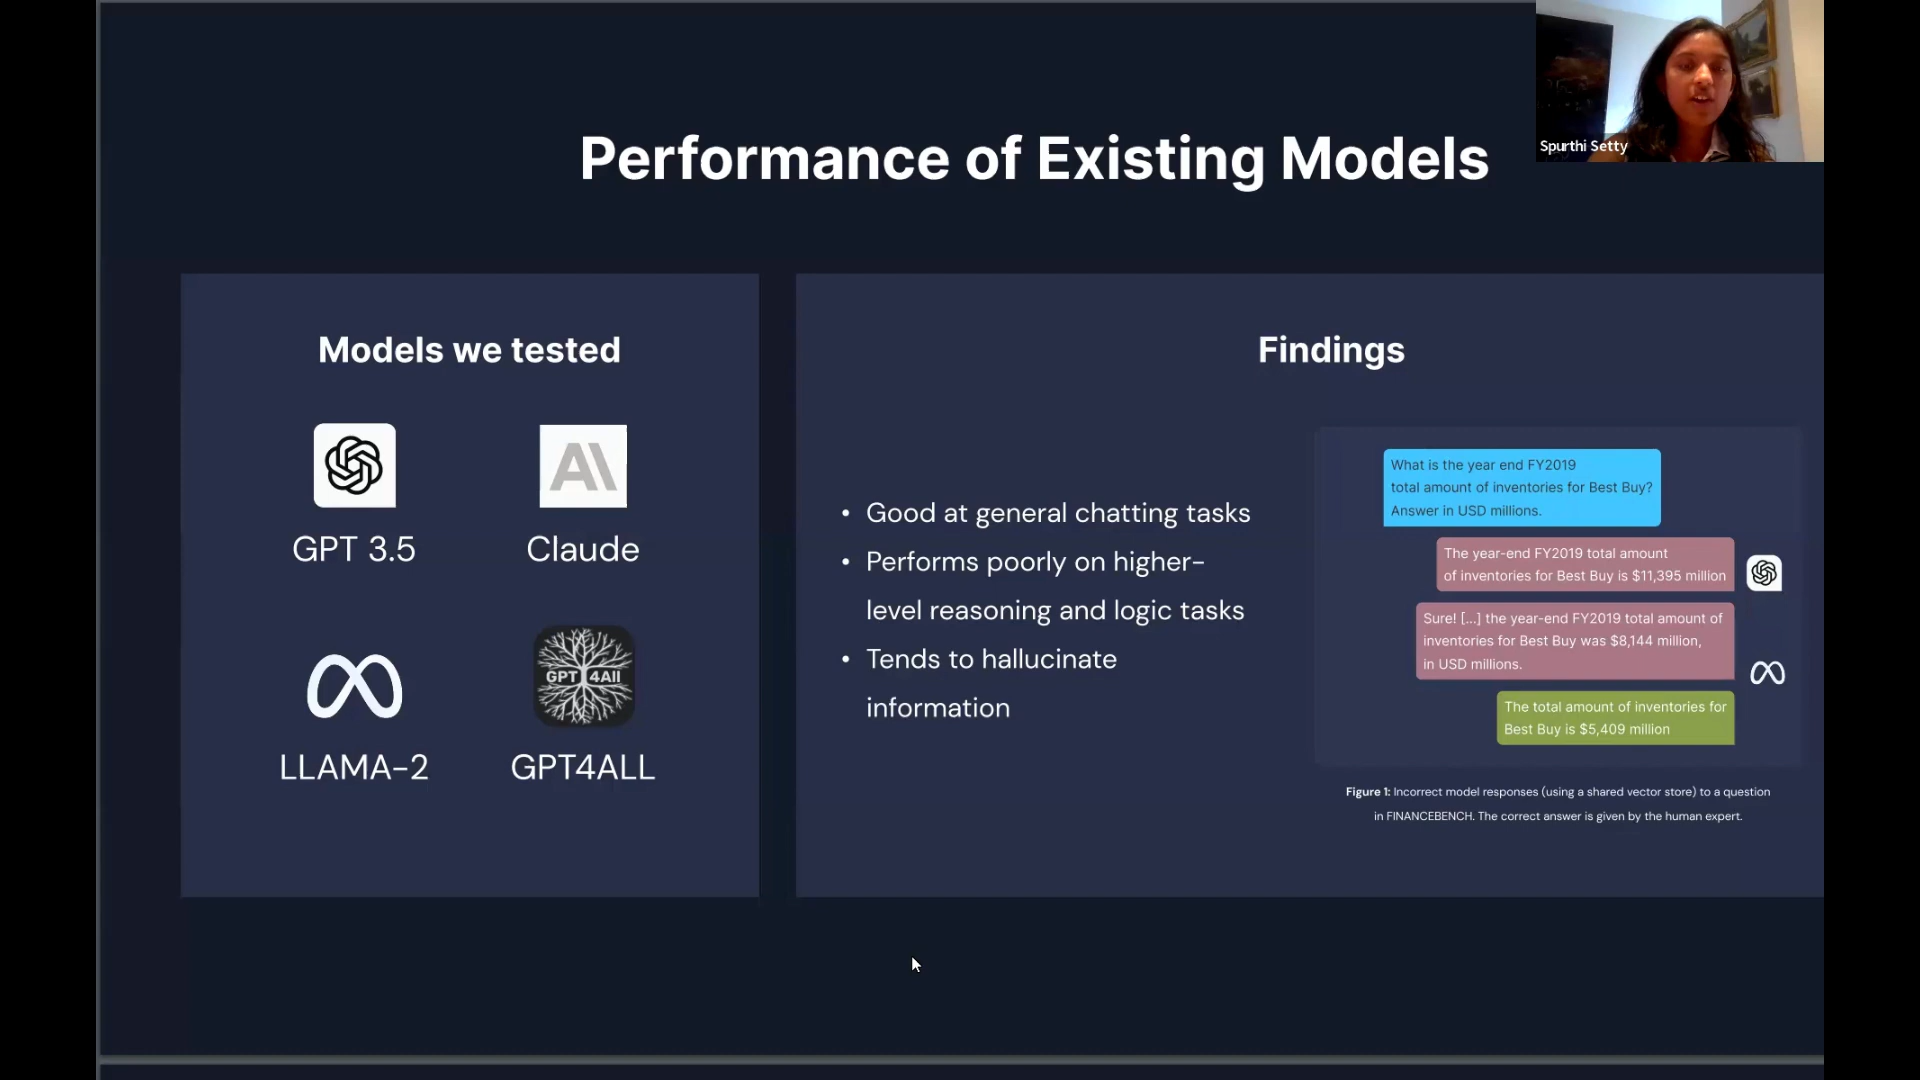 Spurthi Setty
Performance of Existing Models
Models we tested
GPT 3.5
AI
Claude
LLAMA-2
GPT 4All
GPT4ALL
Findings
• Good at general chatting tasks
• Performs poorly on higher-
level reasoning and logic tasks
• Tends to hallucinate
information
What is the year end FY2019
total amount of inventories for Best Buy?
Answer in USD millions.
The year-end FY2019 total amount
of inventories for Best Buy is $11,395 million
Sure! [...] the year-end FY2019 total amount of
inventories for Best Buy was $8,144 million,
in USD millions.
The total amount of inventories for
Best Buy is $5,409 million
Figure 1: Incorrect model responses (using a shared vector store) to a question
in FINANCEBENCH. The correct answer is given by the human expert.